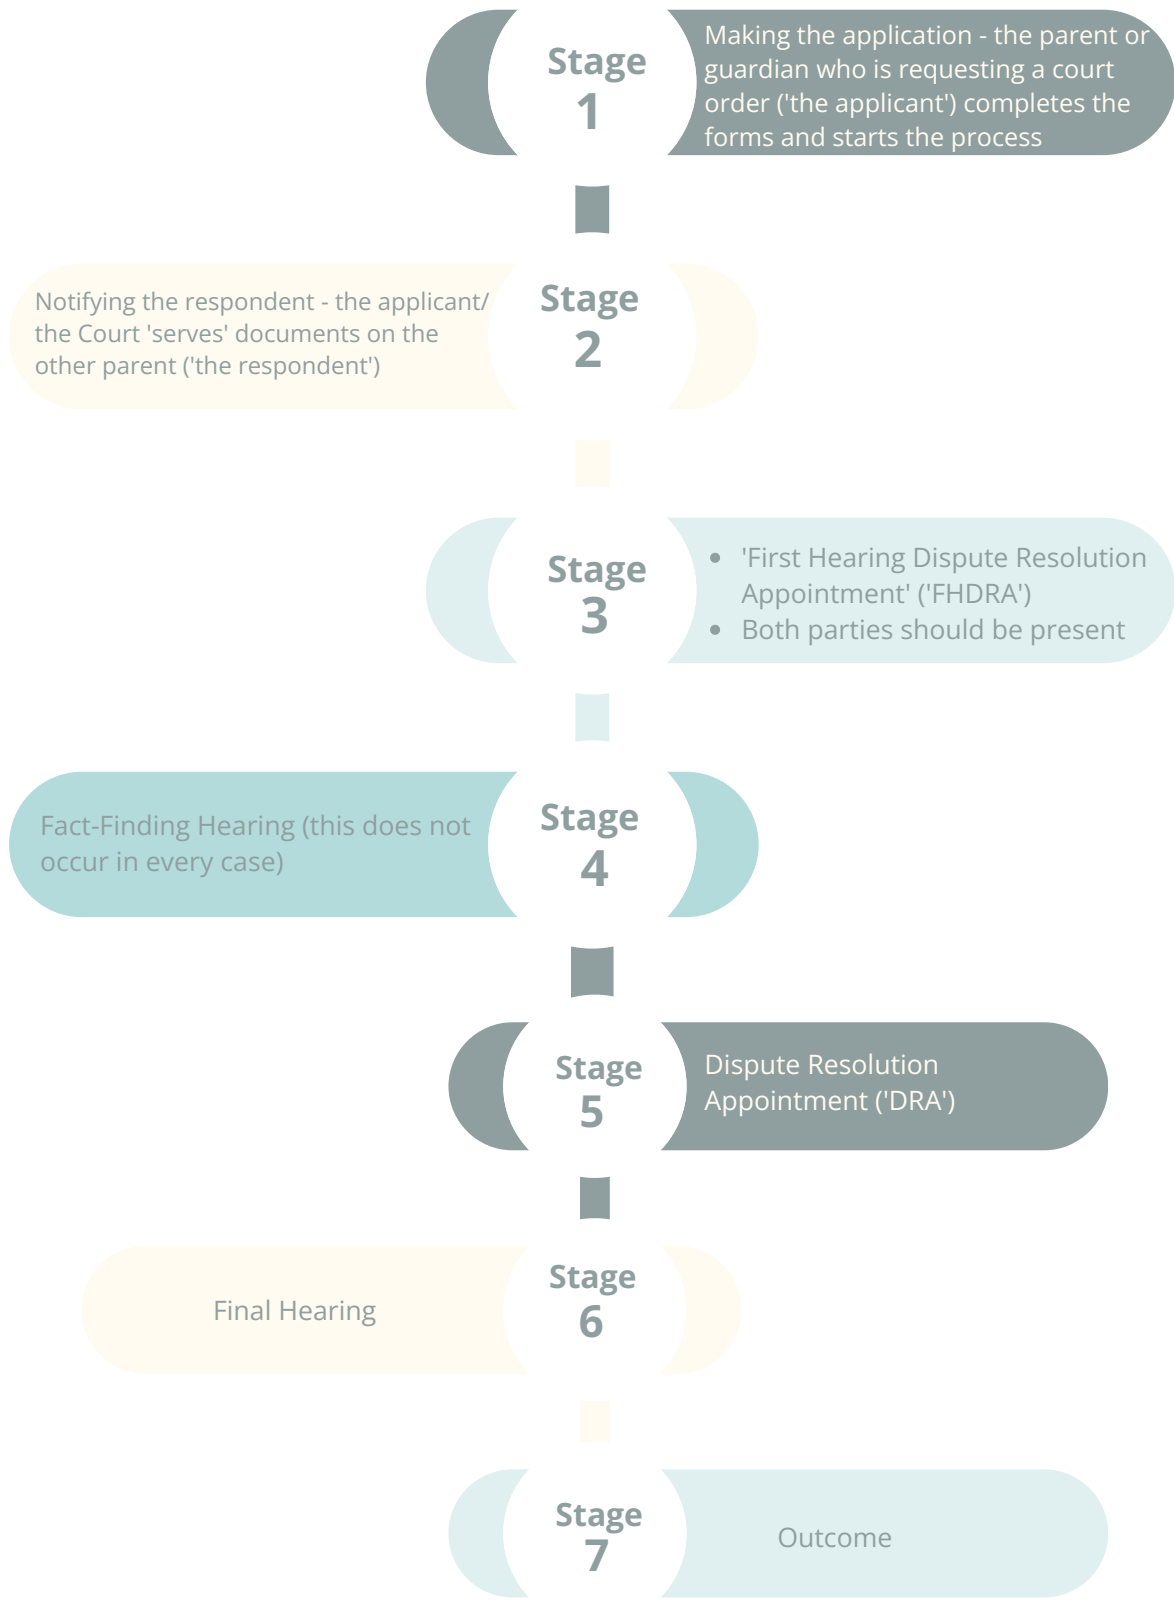 Stage
1
Making the application - the parent or
guardian who is requesting a court
order ('the applicant') completes the
forms and starts the process
Notifying the respondent - the applicant/
the Court 'serves' documents on the
other parent ('the respondent')
Stage
2
Stage
3
• 'First Hearing Dispute Resolution
Appointment' ('FHDRA')
• Both parties should be present
Fact-Finding Hearing (this does not
occur in every case)
Stage
4
Stage
5
Dispute Resolution
Appointment ('DRA')
Final Hearing
Stage
6
Stage
7
Outcome